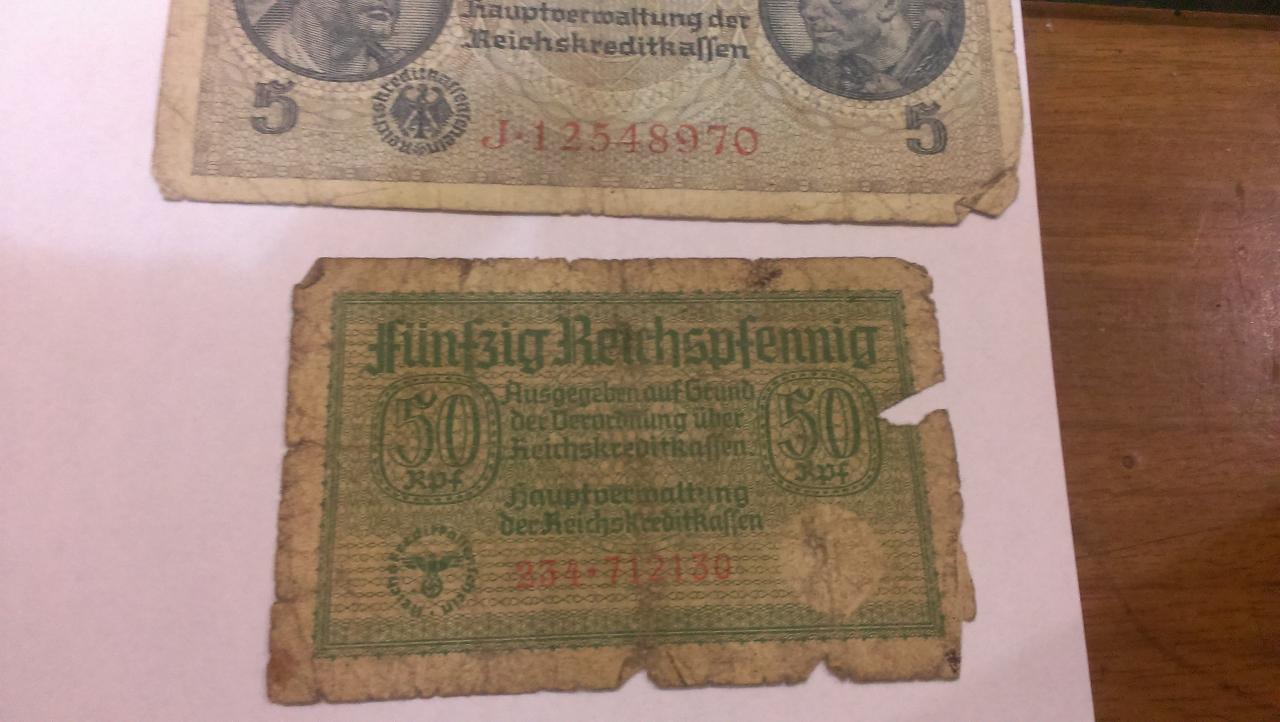 Hauptverwaltung der
Reichskreditkassen
5
Reichskreditkassenschein
J·12548970
5
Fünfzig Reichspfennig
50
Rpf
Ausgegeben auf Grund
der Verordnung über
Reichskreditkassen.
50
Rpf
Hauptverwaltung
der Reichskreditkassen
234·712130